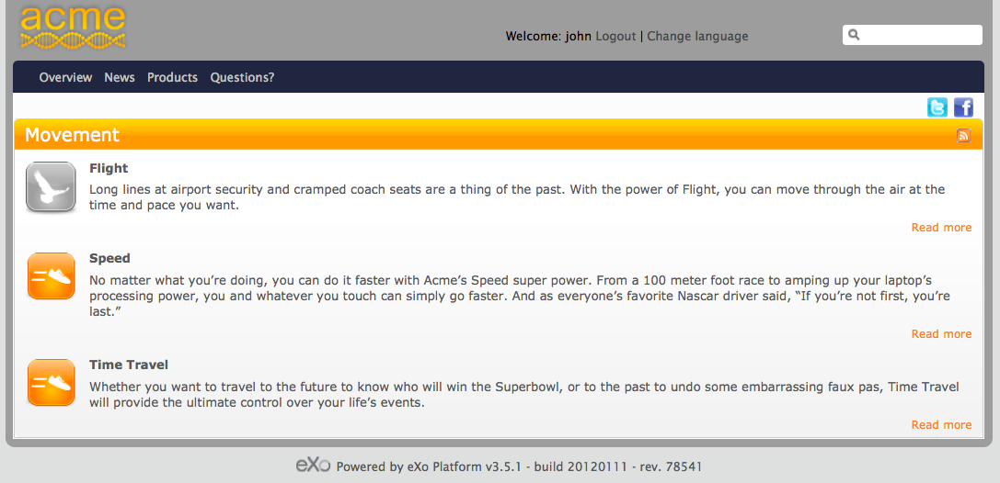 acme
Welcome: john Logout | Change language
Overview News Products Questions?
Movement
Flight
Long lines at airport security and cramped coach seats are a thing of the past. With the power of Flight, you can move through the air at the
time and pace you want.
Read more
Speed
No matter what you’re doing, you can do it faster with Acme’s Speed super power. From a 100 meter foot race to amping up your laptop’s
processing power, you and whatever you touch can simply go faster. And as everyone’s favorite Nascar driver said, “If you’re not first, you’re
last.”
Read more
Time Travel
Whether you want to travel to the future to know who will win the Superbowl, or to the past to undo some embarrassing faux pas, Time Travel
will provide the ultimate control over your life’s events.
Read more
eXo Powered by eXo Platform v3.5.1 - build 20120111 - rev. 78541